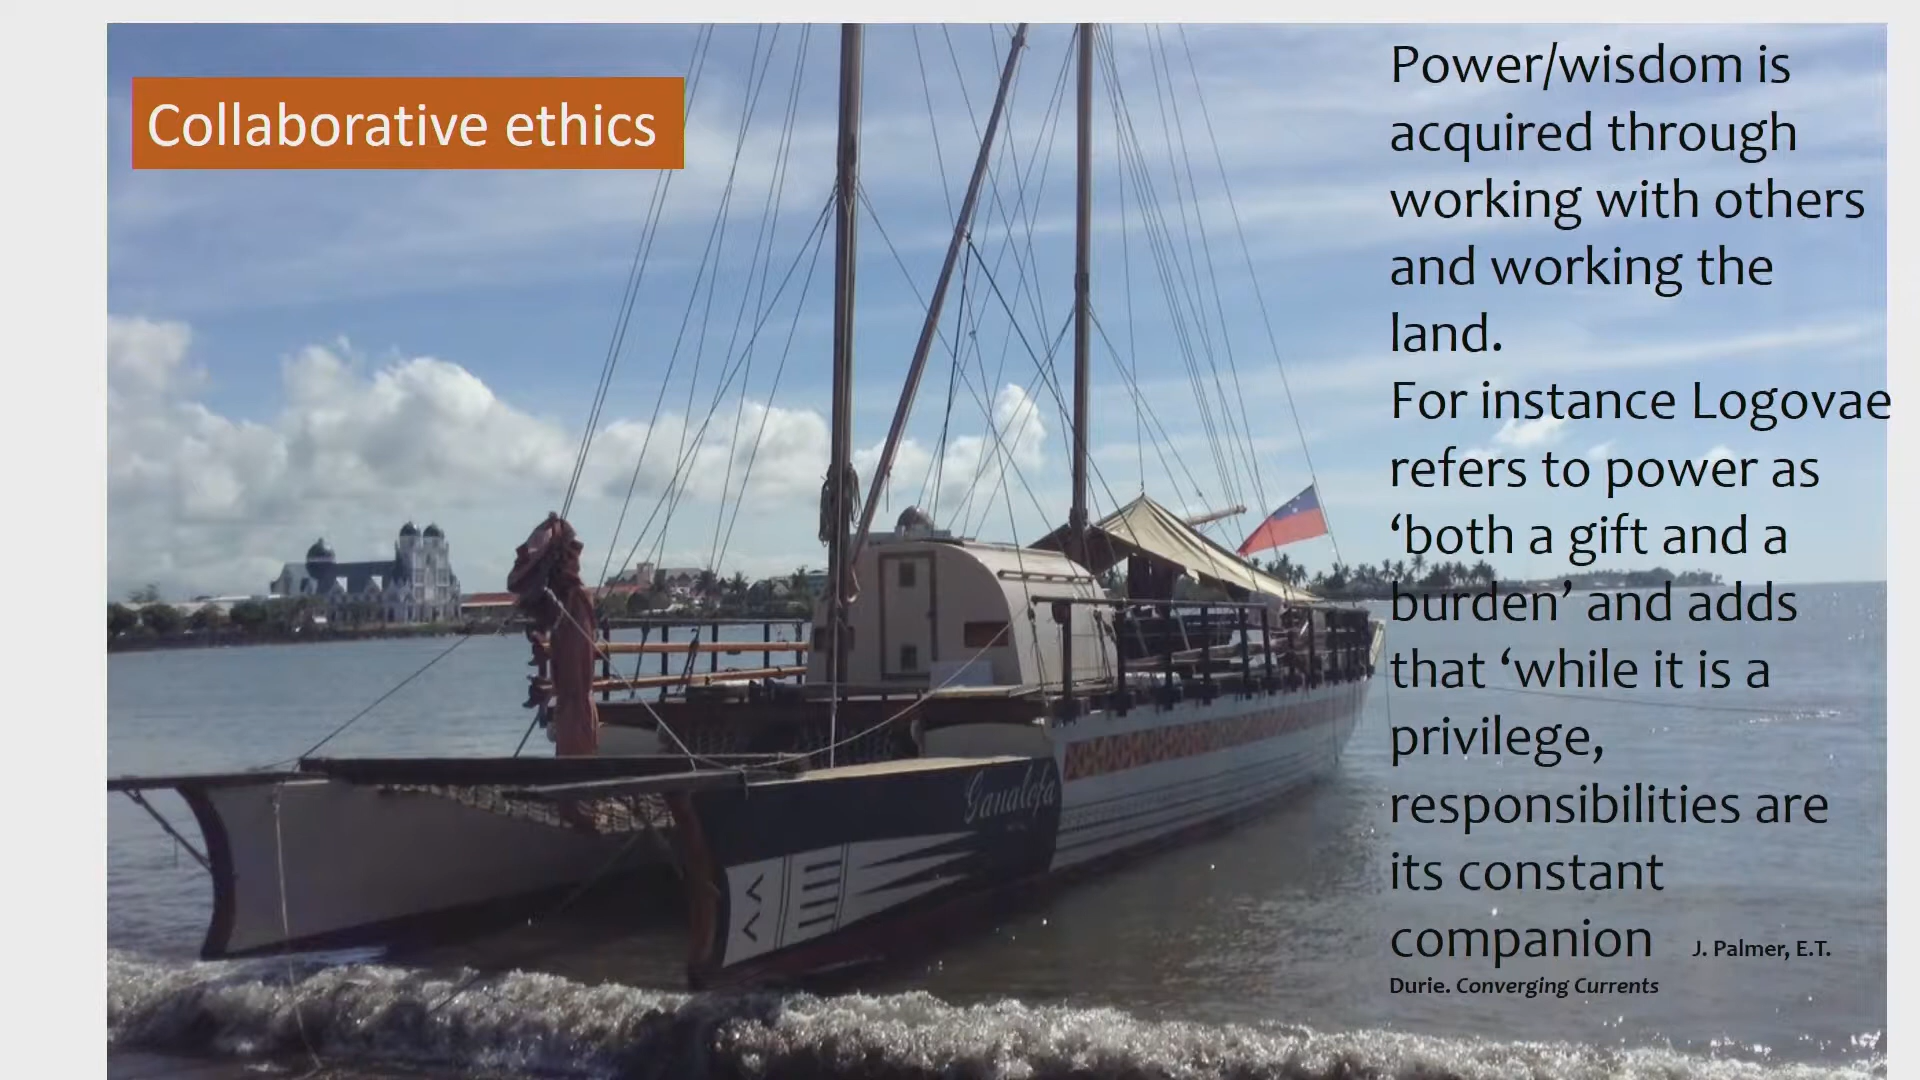 Collaborative ethics
Power/wisdom is
acquired through
working with others
and working the
land.
For instance Logovae
refers to power as
‘both a gift and a
burden’ and adds
that ‘while it is a
privilege,
responsibilities are
its constant
companion J. Palmer, E.T.
Durie. Converging Currents
Gaualofa